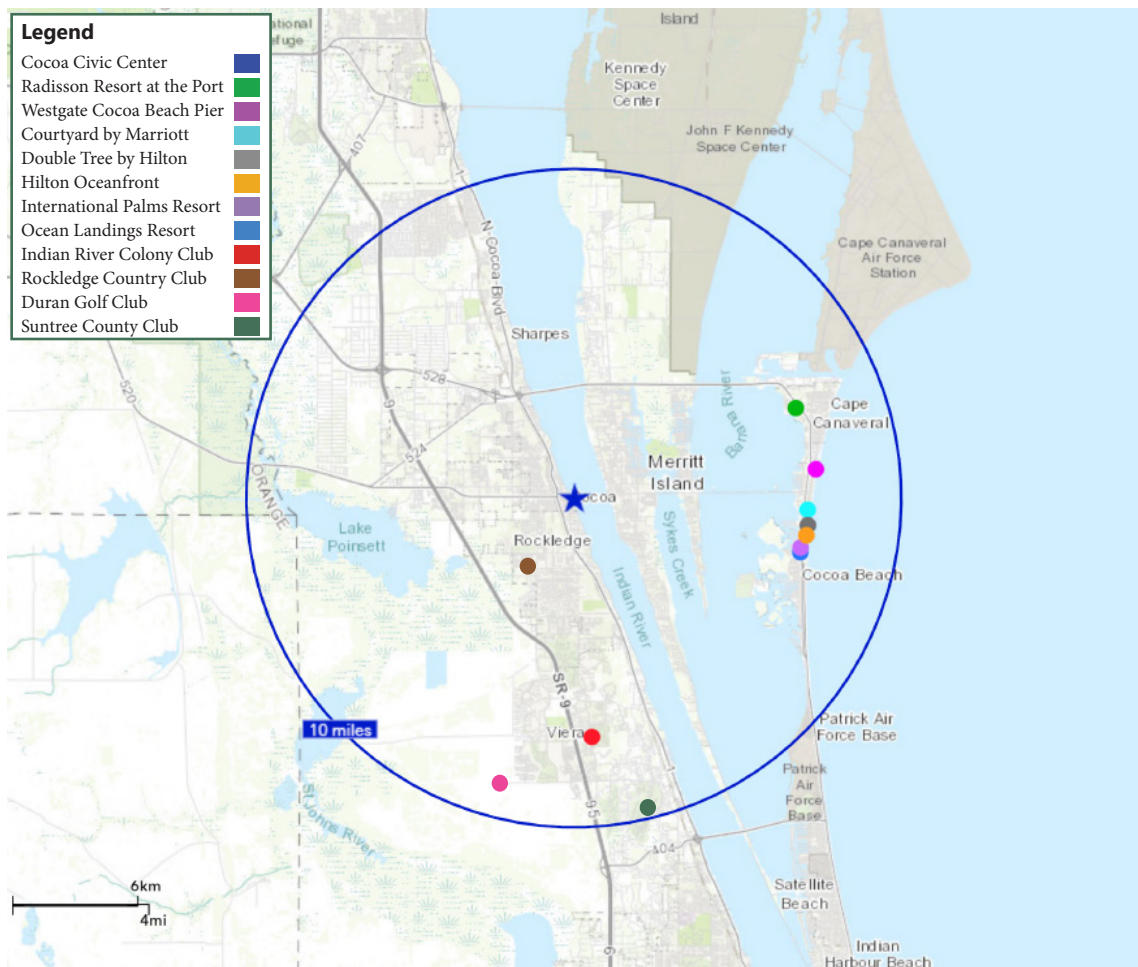 Legend
Cocoa Civic Center
Radisson Resort at the Port
Westgate Cocoa Beach Pier
Courtyard by Marriott
Double Tree by Hilton
Hilton Oceanfront
International Palms Resort
Ocean Landings Resort
Indian River Colony Club
Rockledge Country Club
Duran Golf Club
Suntree County Club
Island
Kennedy
Space
Center
John F Kennedy
Space Center
407
1
N-Cocoa-Blvd
Cape Canaveral
Air Force
Station
Sharpes
528
520
9
Banana River
Cape
Canaveral
524
Merritt
Island
ORANGE
Lake
Poinsett
Rockledge
Sykes Creek
Cocoa Beach
Indian River
SR-9
10 miles
Viera
Patrick Air
Force Base
1
Patrick
Air
Force
Base
St Johns River
95
404
6km
4mi
Satellite
Beach
9
Indian
Harbour Beach